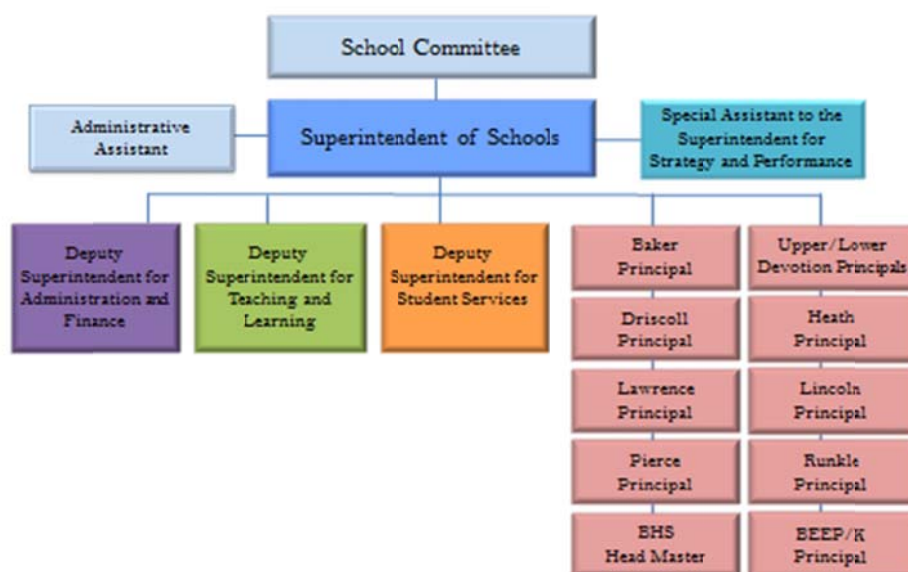 School Committee
Administrative
Assistant
Superintendent of Schools
Special Assistant to the
Superintendent for
Strategy and Performance
Deputy
Superintendent for
Administration and
Finance
Deputy
Superintendent for
Teaching and
Learning
Deputy
Superintendent for
Student Services
Baker
Principal
Upper/Lower
Devotion Principals
Driscoll
Principal
Heath
Principal
Lawrence
Principal
Lincoln
Principal
Pierce
Principal
Runkle
Principal
BHS
Head Master
BEEP/K
Principal